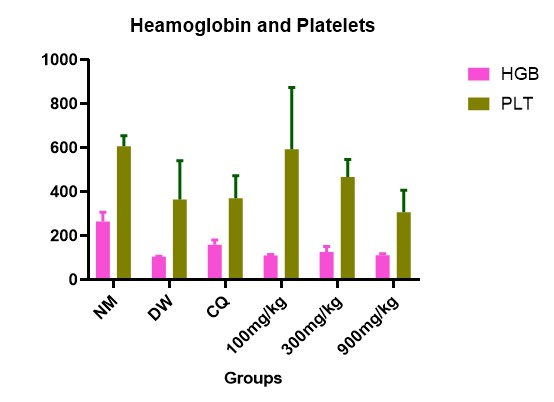 Heamoglobin and Platelets
1000
800
600
400
200
0
NM
DW
CQ
100mg/kg
300mg/kg
900mg/kg
Groups
HGB
PLT